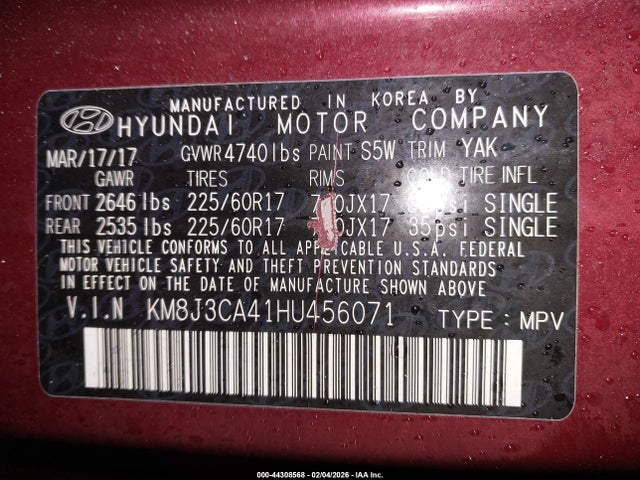 MANUFACTURED IN KOREA BY
HYUNDAI MOTOR COMPANY
MAR/17/17 GVWR 4740lbs PAINT S5W TRIM YAK
GAWR TIRES RIMS COLD TIRE INFL
FRONT 2646lbs 225/60R17 SINGLE
REAR 2535lbs 225/60R17 35psi SINGLE
THIS VEHICLE CONFORMS TO ALL APPLICABLE U.S.A. FEDERAL
MOTOR VEHICLE SAFETY AND THEFT PREVENTION STANDARDS
IN EFFECT ON THE DATE OF MANUFACTURE SHOWN ABOVE.
V.I.N KM8J3CA41HU456071 TYPE : MPV
000-44308568 - 02/04/2026 - IAA Inc.